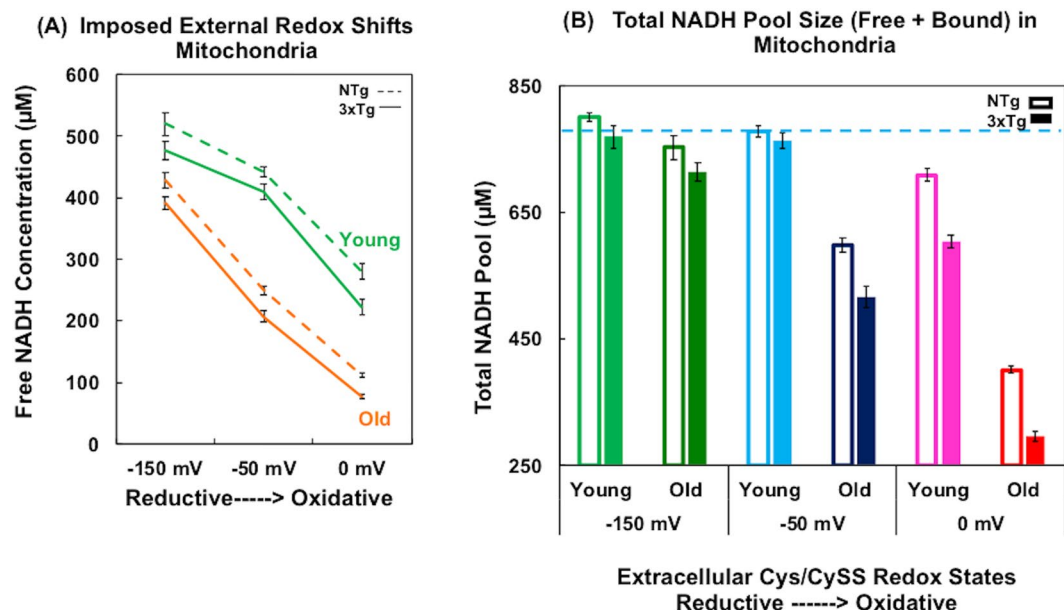 (A) Imposed External Redox Shifts
Mitochondria
600
500
400
300
200
100
0
Free NADH Concentration (µM)
NTg
3xTg
Young
Old
-150 mV
-50 mV
0 mV
Reductive-----> Oxidative
(B) Total NADH Pool Size (Free + Bound) in
Mitochondria
850
650
450
250
Total NADH Pool (µM)
NTg
3xTg
Young Old Young Old Young Old
-150 mV -50 mV 0 mV
Extracellular Cys/CySS Redox States
Reductive ------> Oxidative